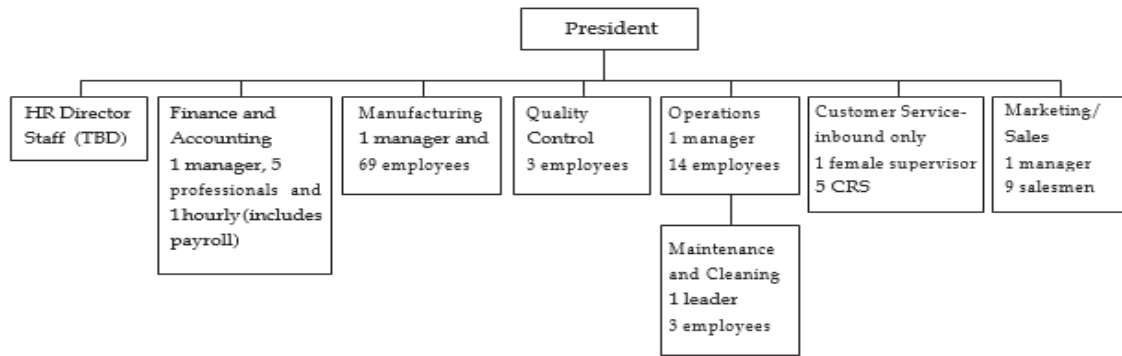 President
HR Director
Staff (TBD)
Finance and
Accounting
1 manager, 5
professionals and
1hourly (includes
payroll)
Manufacturing
1 manager and
69 employees
Quality
Control
3 employees
Operations
1 manager
14 employees
Customer Service-
inbound only
1 female supervisor
5 CRS
Marketing/
Sales
1 manager
9 salesmen
Maintenance
and Cleaning
1 leader
3 employees